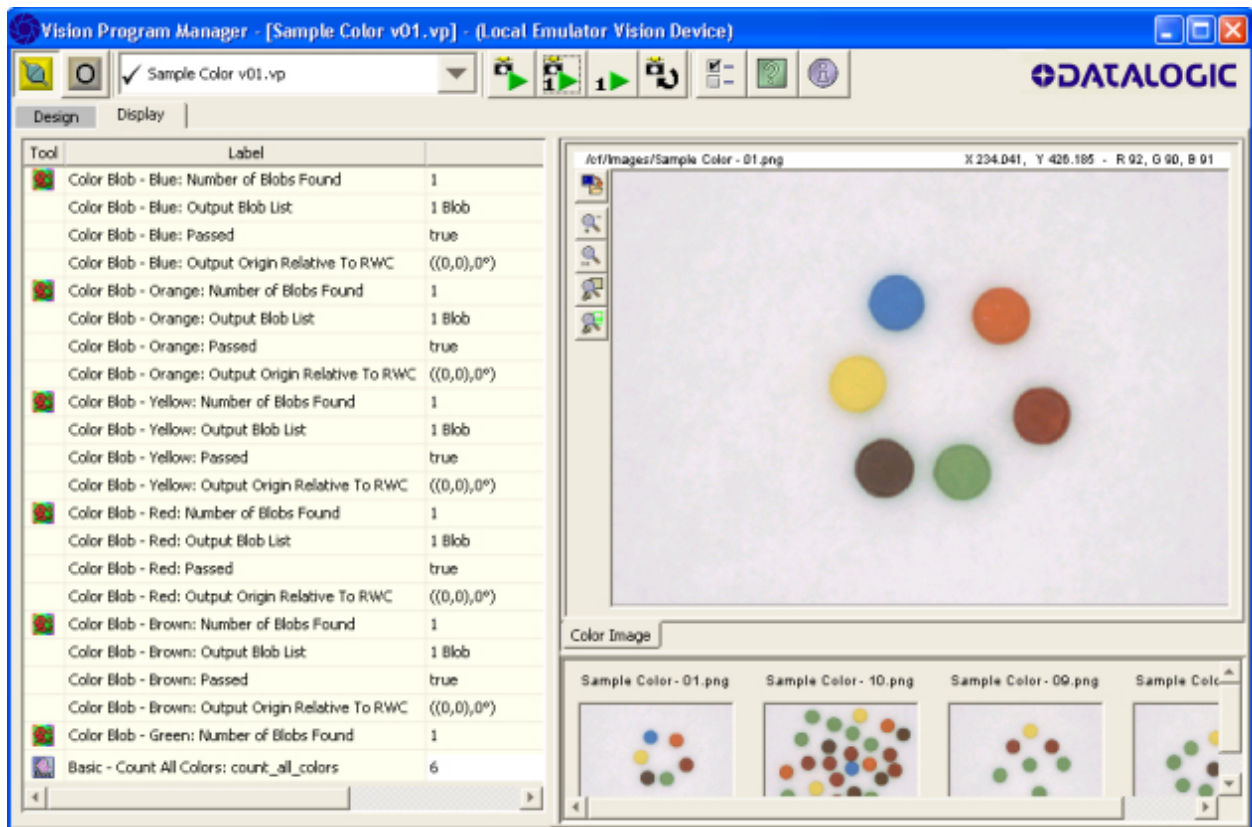 Vision Program Manager - [Sample Color v01.vp] - (Local Emulator Vision Device)
Sample Color v01.vp
1
1
DATALOGIC
Design Display
Tool Label
/cf/Images/Sample Color - 01.png X 234.041, Y 426.185 - R 92, G 90, B 91
Color Blob - Blue: Number of Blobs Found 1
Color Blob - Blue: Output Blob List 1 Blob
Color Blob - Blue: Passed true
Color Blob - Blue: Output Origin Relative To RWC ((0,0),0°)
Color Blob - Orange: Number of Blobs Found 1
Color Blob - Orange: Output Blob List 1 Blob
Color Blob - Orange: Passed true
Color Blob - Orange: Output Origin Relative To RWC ((0,0),0°)
Color Blob - Yellow: Number of Blobs Found 1
Color Blob - Yellow: Output Blob List 1 Blob
Color Blob - Yellow: Passed true
Color Blob - Yellow: Output Origin Relative To RWC ((0,0),0°)
Color Blob - Red: Number of Blobs Found 1
Color Blob - Red: Output Blob List 1 Blob
Color Blob - Red: Passed true
Color Blob - Red: Output Origin Relative To RWC ((0,0),0°)
Color Blob - Brown: Number of Blobs Found 1
Color Blob - Brown: Output Blob List 1 Blob
Color Blob - Brown: Passed true
Color Blob - Brown: Output Origin Relative To RWC ((0,0),0°)
Color Blob - Green: Number of Blobs Found 1
Basic - Count All Colors: count_all_colors 6
Color Image
Sample Color - 01.png Sample Color - 10.png Sample Color - 09.png Sample Colc